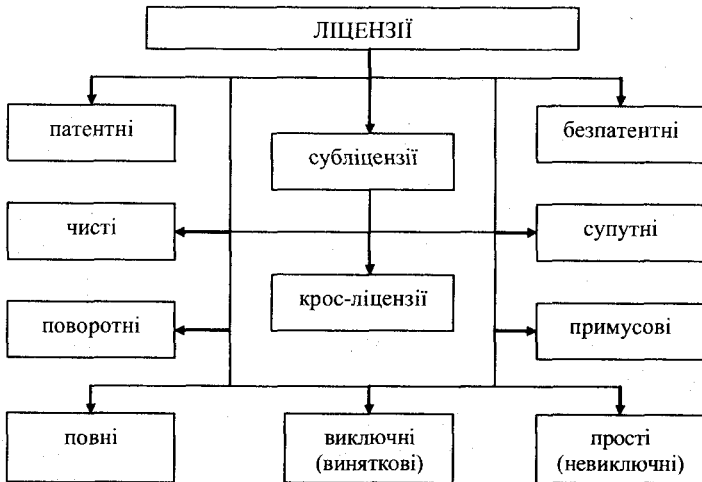 ЛІЦЕНЗІЇ
патентні
безпатентні
субліцензії
чисті
супутні
крос-ліцензії
поворотні
примусові
повні
виключні
(виняткові)
прості
(невиключні)